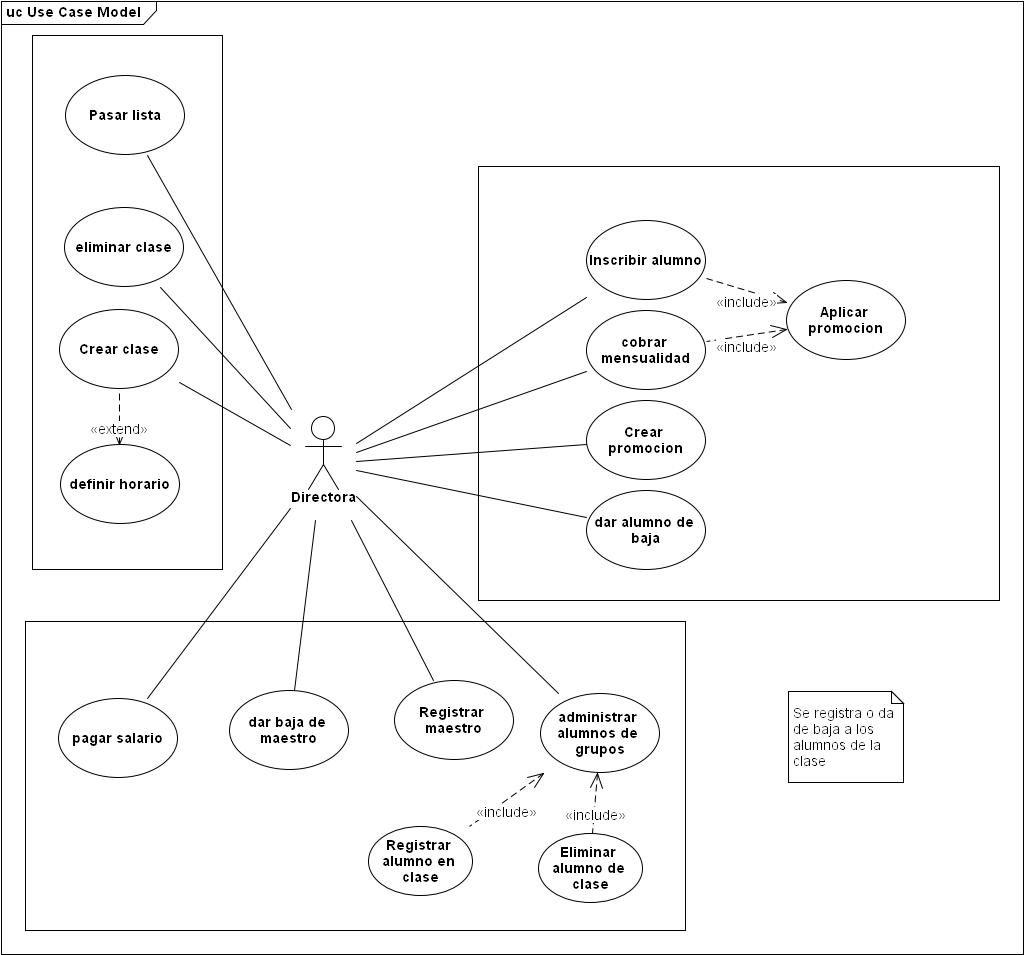 uc Use Case Model
Pasar lista
eliminar clase
Crear clase
«extend»
definir horario
Directora
Inscribir alumno
«include»
Aplicar
promocion
cobrar
mensualidad
«include»
Crear
promocion
dar alumno de
baja
pagar salario
dar baja de
maestro
Registrar
maestro
administrar
alumnos de
grupos
«include»
«include»
Registrar
alumno en
clase
Eliminar
alumno de
clase
Se registra o da
de baja a los
alumnos de la
clase